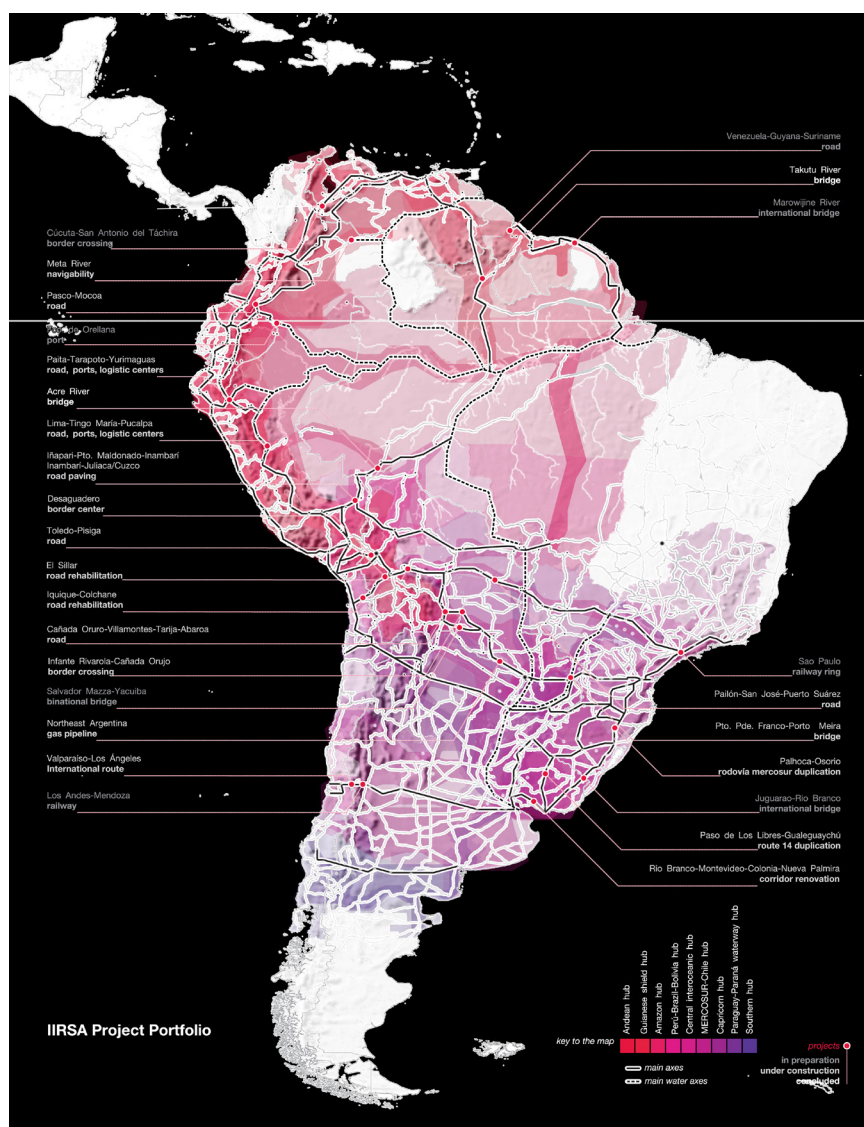 Venezuela-Guyana-Suriname
road
Takutu River
bridge
Marowijine River
international bridge
Cúcuta-San Antonio del Táchira
border crossing
Meta River
navigability
Pasco-Mocoa
road
de Orellana
port
Paita-Tarapoto-Yurimaguas
road, ports, logistic centers
Acre River
bridge
Lima-Tingo María-Pucalpa
road, ports, logistic centers
Iñapari-Pto. Maldonado-Inambarí
Inambarí-Juliaca/Cuzco
road paving
Desaguadero
border center
Toledo-Pisiga
road
El Sillar
road rehabilitation
Iquique-Colchane
road rehabilitation
Cañada Oruro-Villamontes-Tarija-Abaroa
road
Infante Rivarola-Cañada Orujo
border crossing
Salvador Mazza-Yacuiba
binational bridge
Northeast Argentina
gas pipeline
Valparaíso-Los Ángeles
International route
Los Andes-Mendoza
railway
Sao Paulo
railway ring
Pailón-San José-Puerto Suárez
road
Pto. Pde. Franco-Porto Meira
bridge
Palhoca-Osorio
rodovía mercosur duplication
Juguarao-Rio Branco
international bridge
Paso de Los Libres-Gualeguaychú
route 14 duplication
Rio Branco-Montevideo-Colonia-Nueva Palmira
corridor renovation
IIRSA Project Portfolio
key to the map
Andean hub
Guianese shield hub
Amazon hub
Perú-Brazil-Bolivia hub
Central interoceanic hub
MERCOSUR-Chile hub
Capricorn hub
Paraguay-Paraná waterway hub
Southern hub
main axes
main water axes
projects
in preparation
under construction
concluded